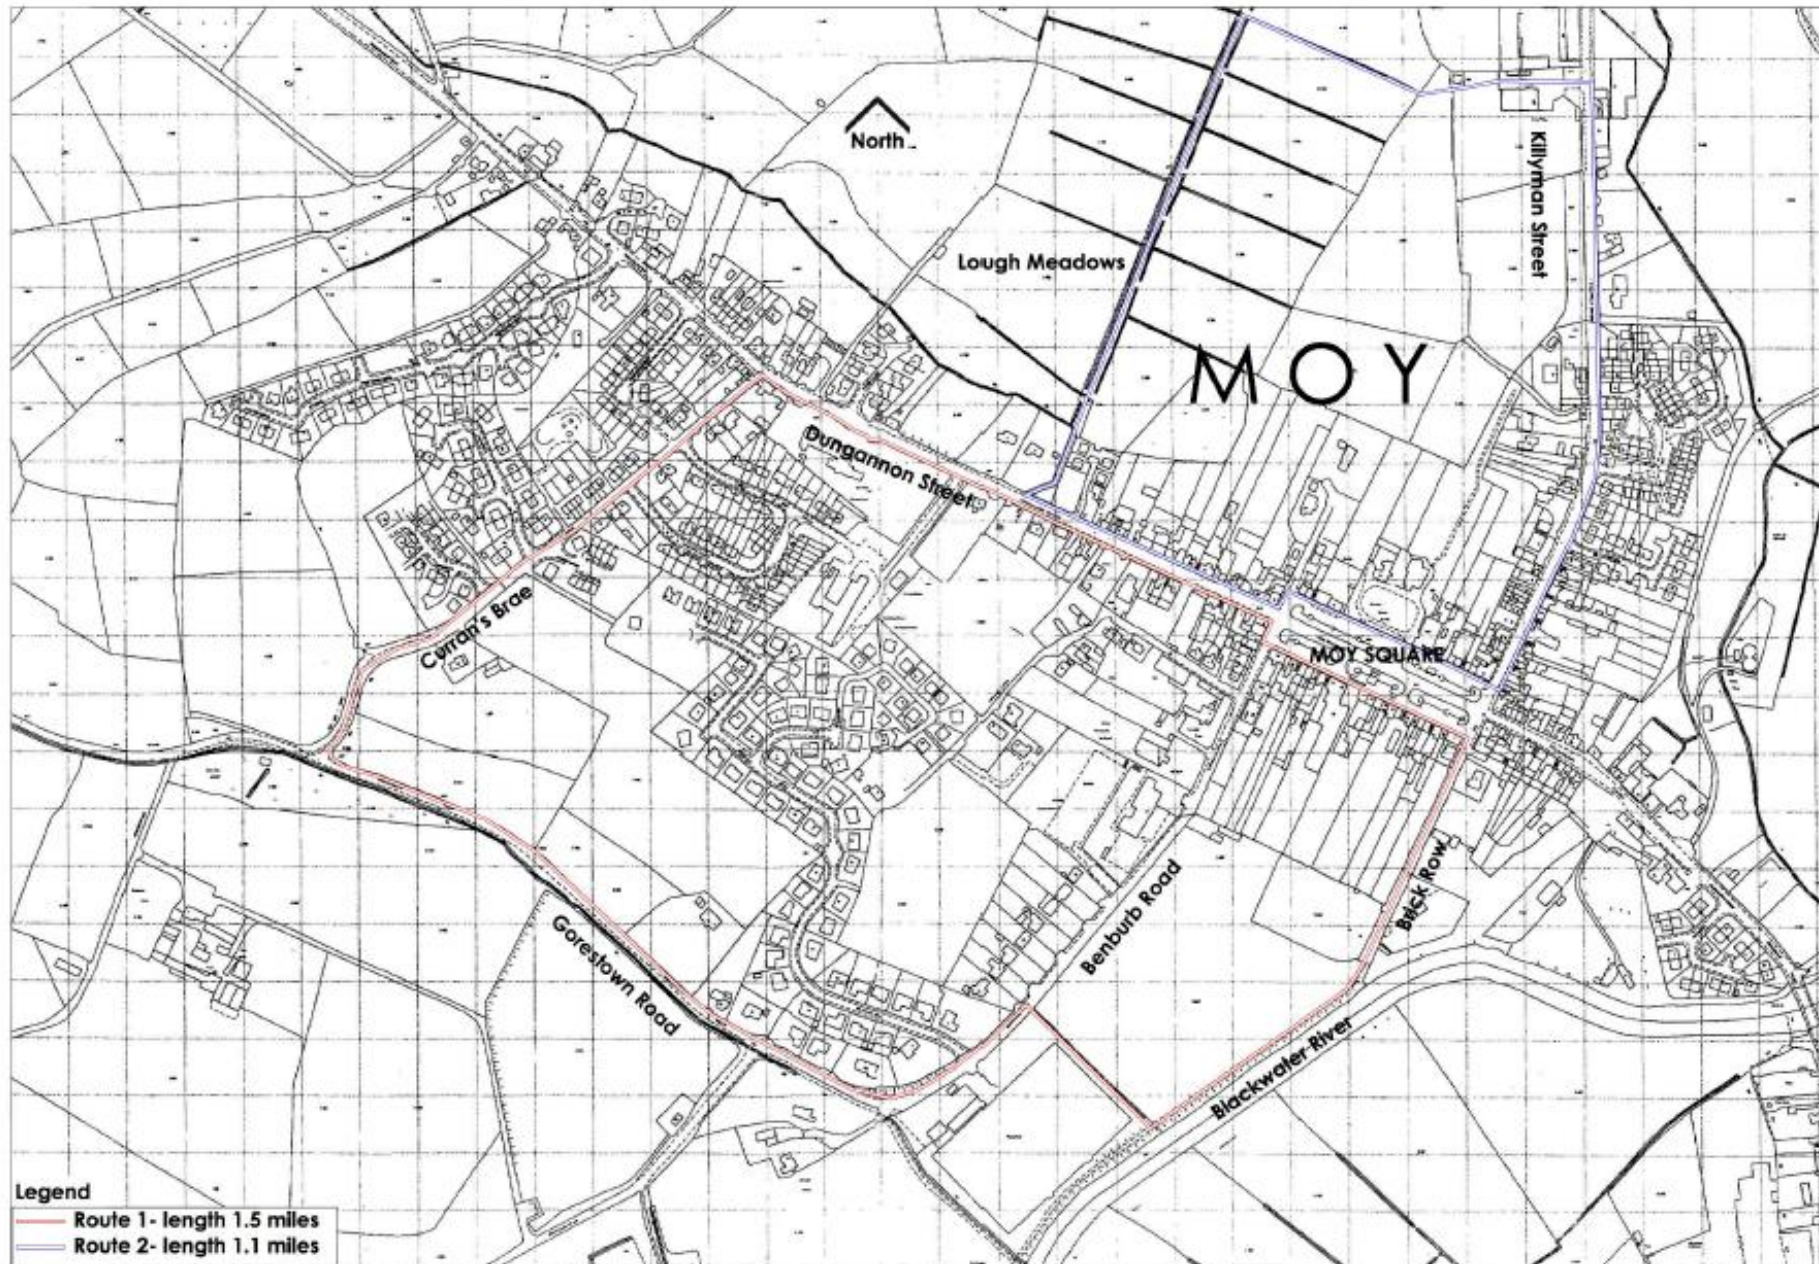 North
Killyman Street
Lough Meadows
MOY
Dungannon Street
Curran's Brae
MOY SQUARE
Brick Row
Benburb Road
Gorestown Road
Blackwater River
Legend
Route 1- length 1.5 miles
Route 2- length 1.1 miles